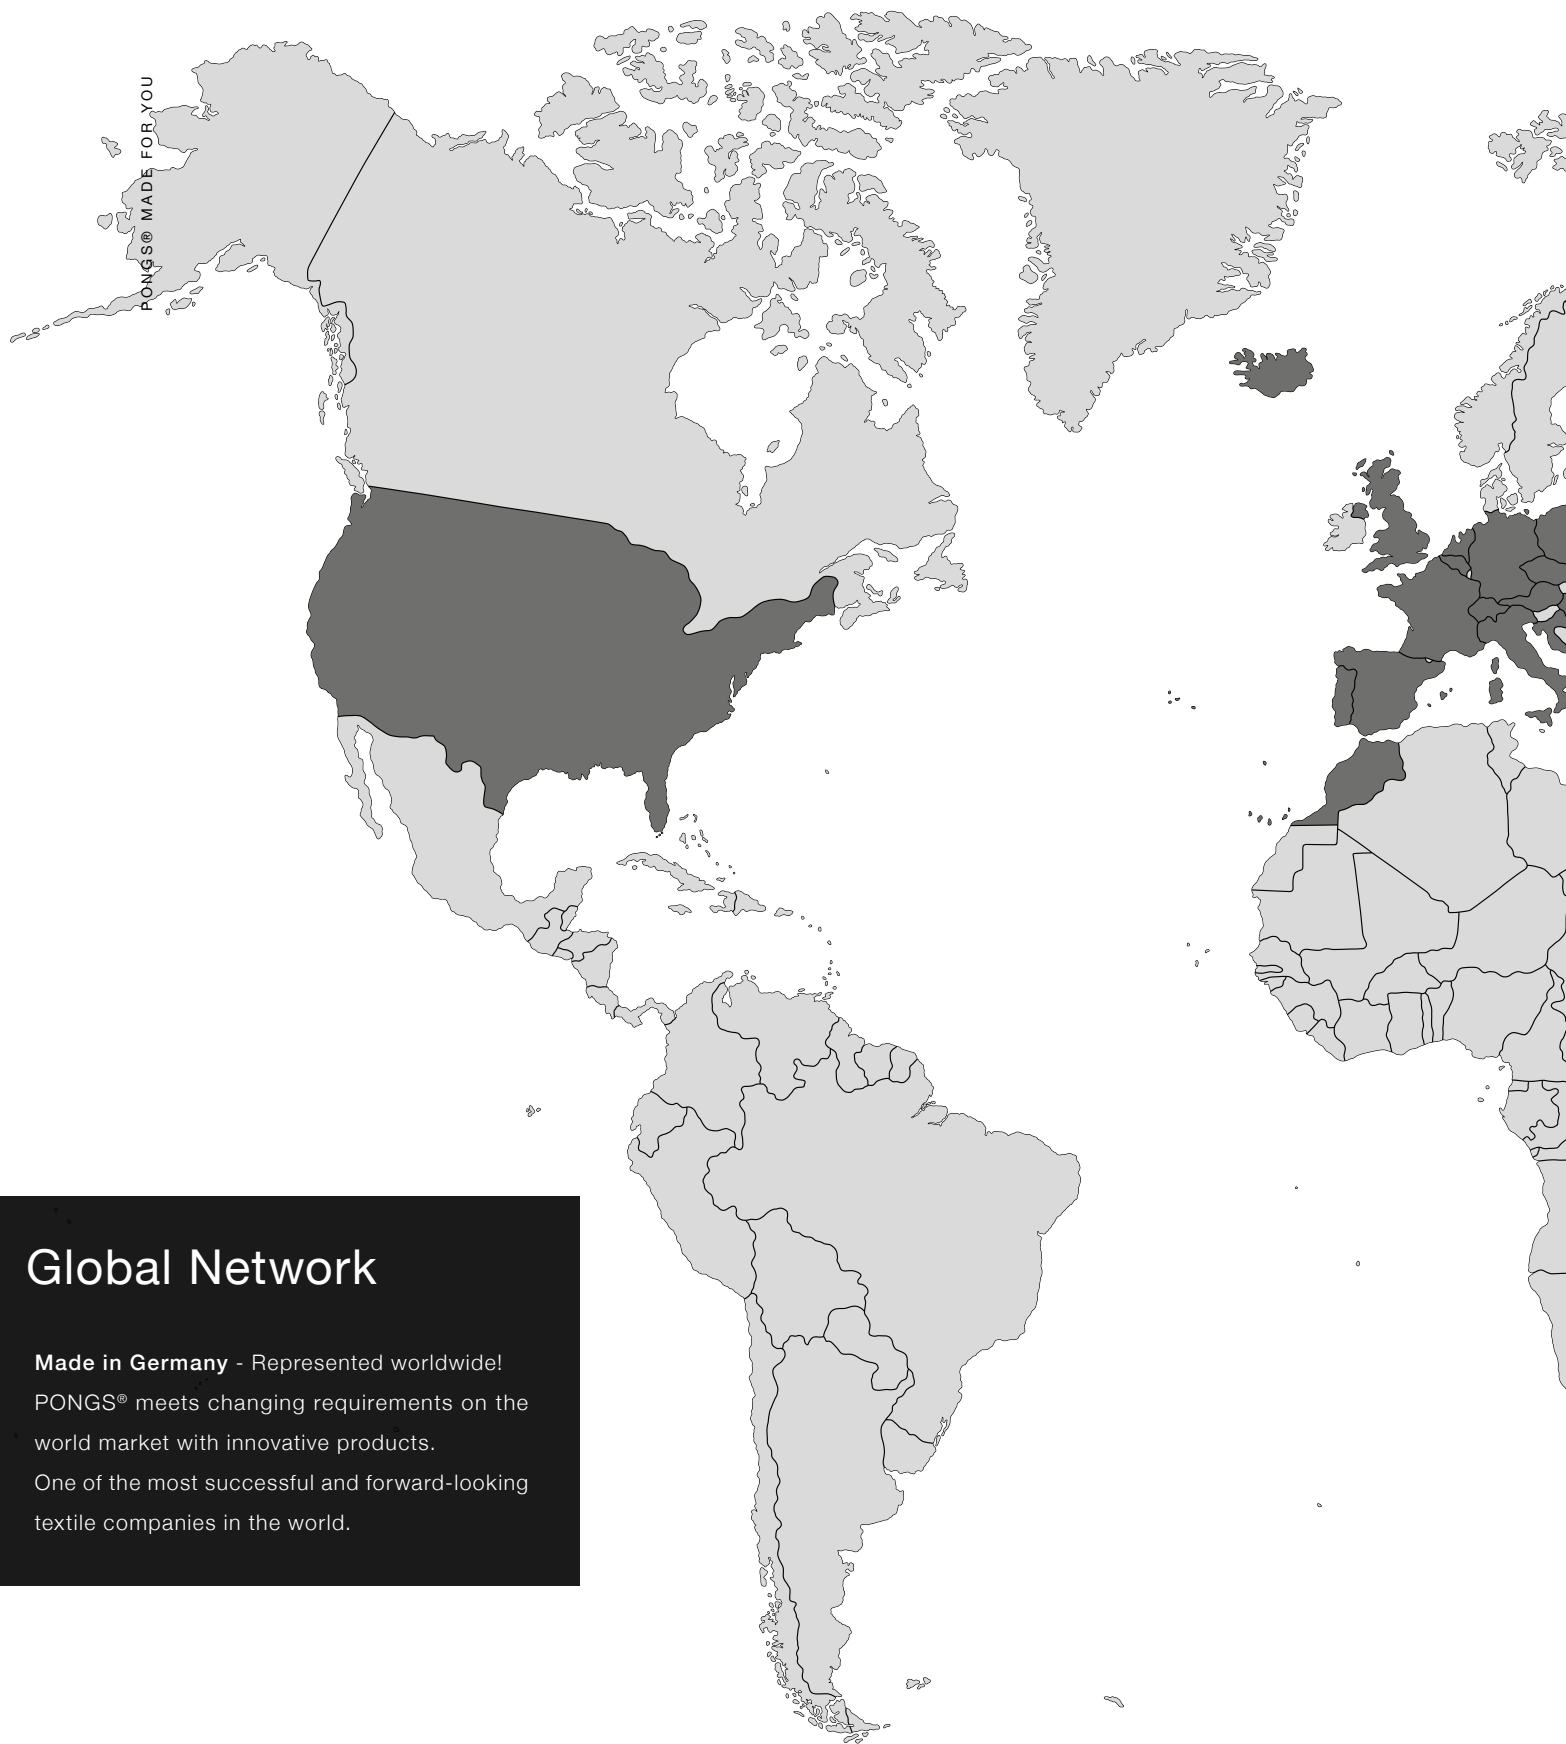 PONGS® MADE FOR YOU
Global Network
Made in Germany - Represented worldwide!
PONGS® meets changing requirements on the
world market with innovative products.
One of the most successful and forward-looking
textile companies in the world.